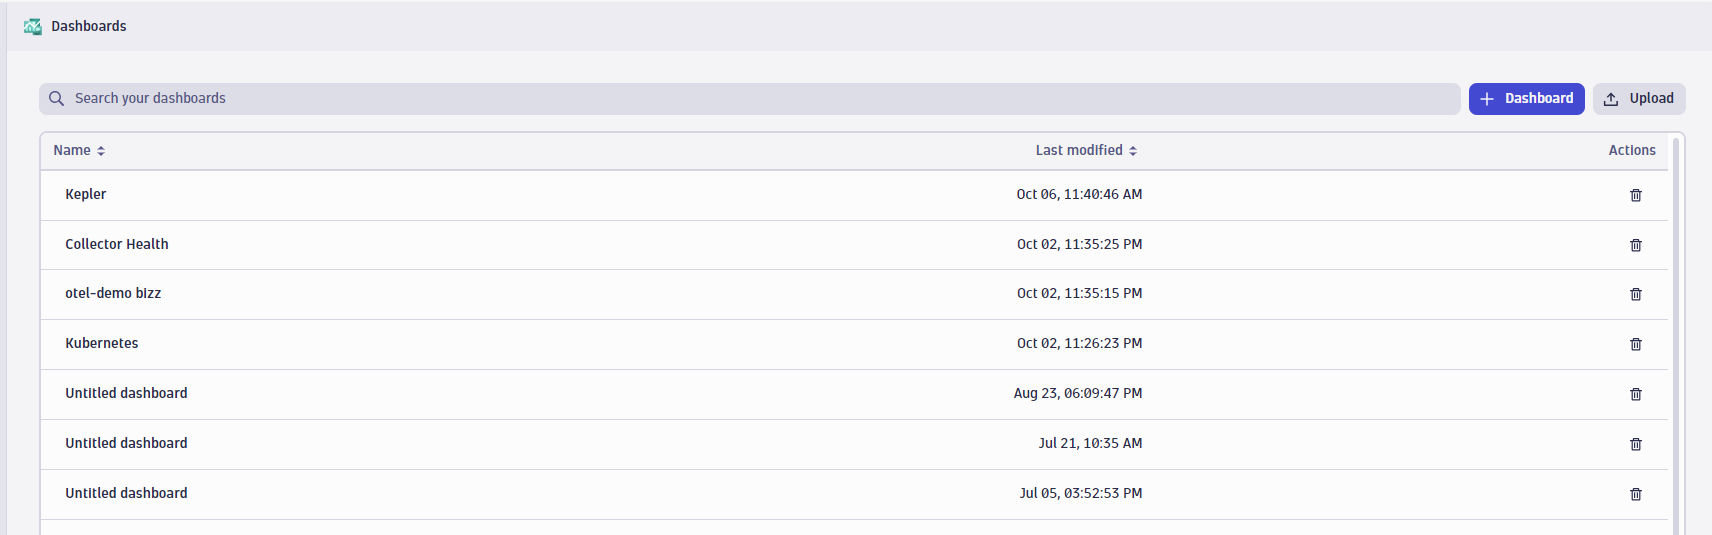 Dashboards
Search your dashboards
Dashboard
Upload
Name Last modified Actions
Kepler Oct 06, 11:40:46 AM
Collector Health Oct 02, 11:35:25 PM
otel-demo bizz Oct 02, 11:35:15 PM
Kubernetes Oct 02, 11:26:23 PM
Untitled dashboard Aug 23, 06:09:47 PM
Untitled dashboard Jul 21, 10:35 AM
Untitled dashboard Jul 05, 03:52:53 PM